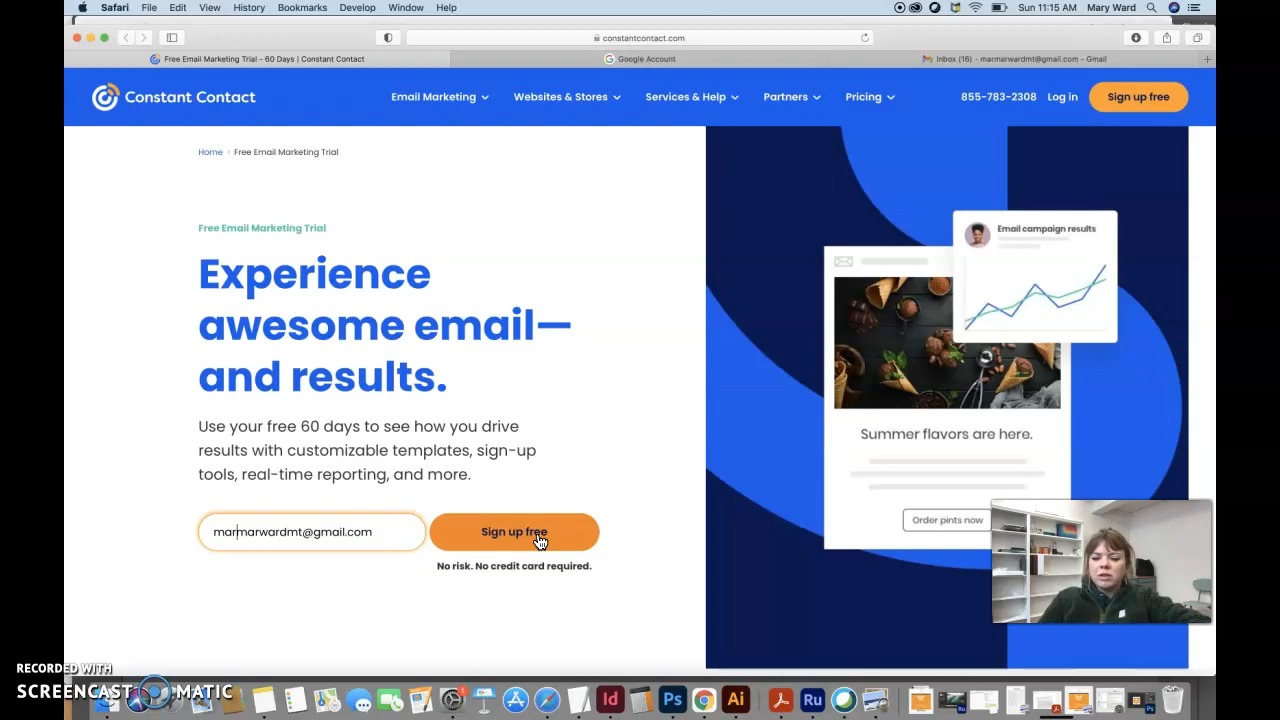 Safari File Edit View History Bookmarks Develop Window Help
Sun 11:15 AM Mary Ward
constantcontact.com
Free Email Marketing Trial - 60 Days | Constant Contact
Google Account
Inbox (16) - marmarwardmt@gmail.com - Gmail
Constant Contact
Email Marketing Websites & Stores Services & Help Partners Pricing
855-783-2308 Log in Sign up free
Home › Free Email Marketing Trial
Free Email Marketing Trial
Experience
awesome email—
and results.
Use your free 60 days to see how you drive
results with customizable templates, sign-up
tools, real-time reporting, and more.
marmarwardmt@gmail.com
Sign up free
No risk. No credit card required.
Email campaign results
Summer flavors are here.
Order pints now
RECORDED WITH
SCREENCAST MATIC
Id Ps Ai Ru